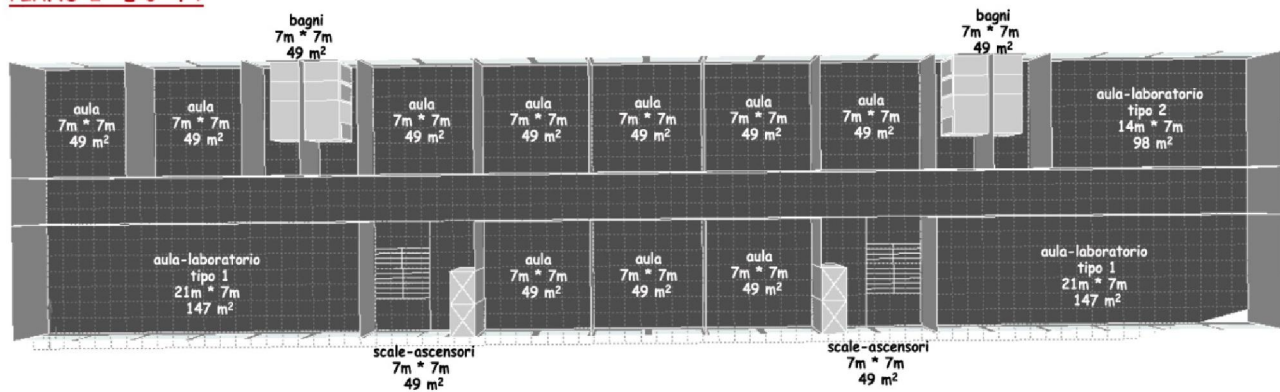 bagni
7m * 7m
49 m²
bagni
7m * 7m
49 m²
aula
7m * 7m
49 m²
aula
7m * 7m
49 m²
aula
7m * 7m
49 m²
aula
7m * 7m
49 m²
aula
7m * 7m
49 m²
aula
7m * 7m
49 m²
aula
7m * 7m
49 m²
aula-laboratorio
tipo 2
14m * 7m
98 m²
aula-laboratorio
tipo 1
21m * 7m
147 m²
aula
7m * 7m
49 m²
aula
7m * 7m
49 m²
aula
7m * 7m
49 m²
aula-laboratorio
tipo 1
21m * 7m
147 m²
scale-ascensori
7m * 7m
49 m²
scale-ascensori
7m * 7m
49 m²